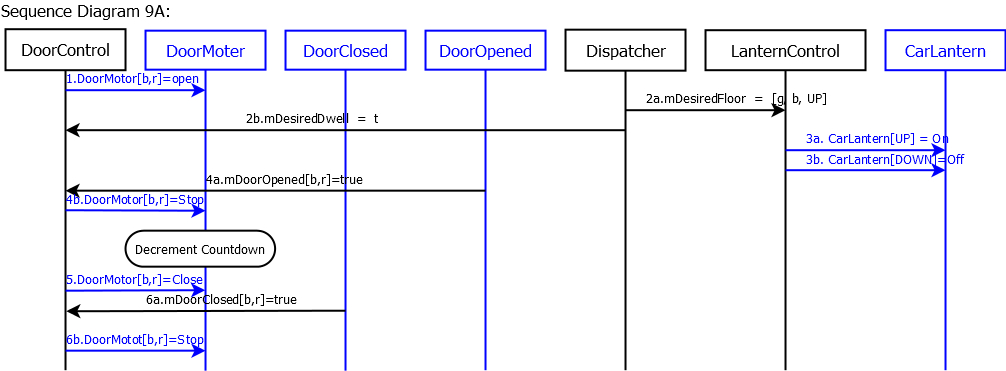 Sequence Diagram 9A:
DoorControl
DoorMoter
DoorClosed
DoorOpened
Dispatcher
LanternControl
CarLantern
1.DoorMotor[b,r]=open
2a.mDesiredFloor = [g, b, UP]
2b.mDesiredDwell = t
3a. CarLantern[UP] = On
3b. CarLantern[DOWN]=Off
4a.mDoorOpened[b,r]=true
4b.DoorMotor[b,r]=Stop
Decrement Countdown
5.DoorMotor[b,r]=Close
6a.mDoorClosed[b,r]=true
6b.DoorMotot[b,r]=Stop